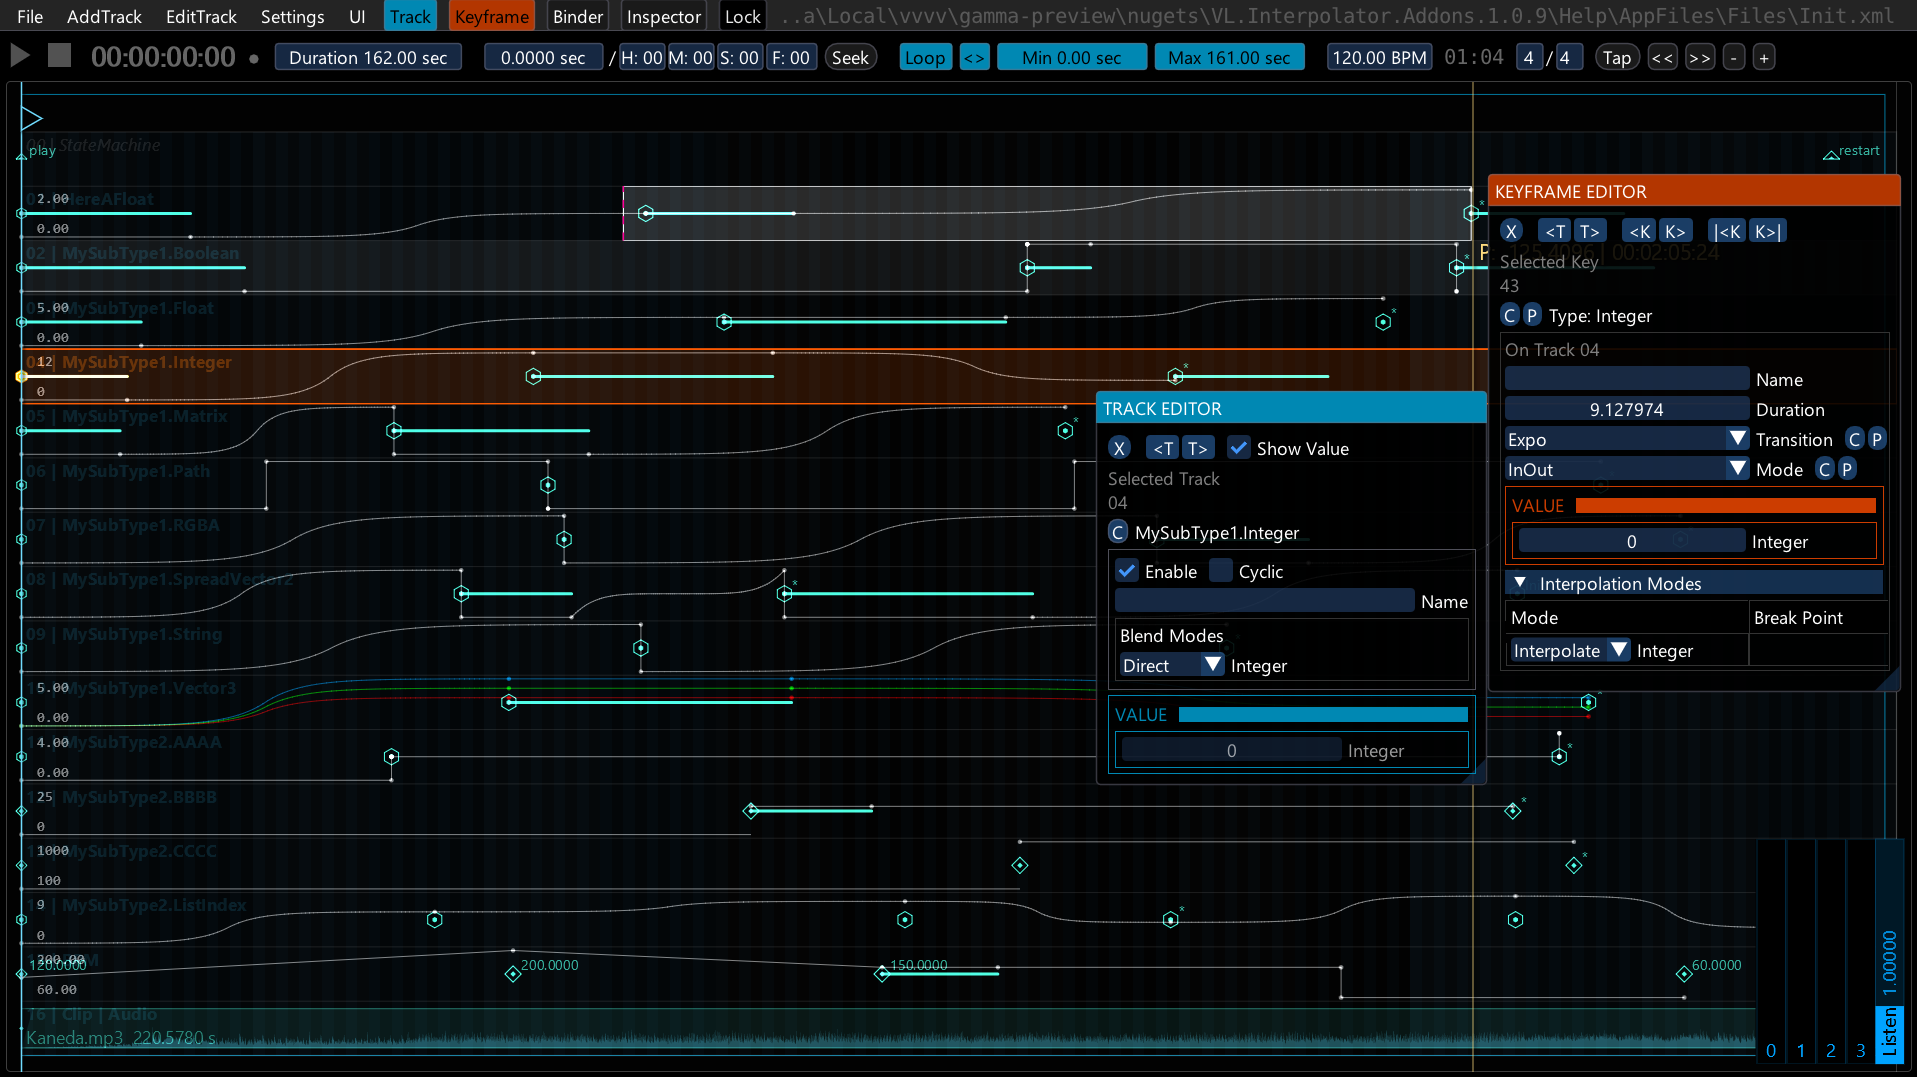 File AddTrack EditTrack Settings UI Track Keyframe Binder Inspector Lock ..a\Local\vvvv\gamma-preview\nugets\VL.Interpolator.Addons.1.0.9\Help\AppFiles\Files\Init.xml
00:00:00:00 Duration 162.00 sec 0.0000 sec / H: 00 M: 00 S: 00 F: 00 Seek Loop <> Min 0.00 sec Max 161.00 sec 120.00 BPM 01:04 4 / 4 Tap << >> - +
StateMachine
play
restart
HereAFloat
2.00
0.00
02 | MySubType1.Boolean
MySubType1.Float
5.00
0.00
MySubType1.Integer
12
0
05 | MySubType1.Matrix
06 | MySubType1.Path
07 | MySubType1.RGBA
08 | MySubType1.SpreadVector2
09 | MySubType1.String
MySubType1.Vector3
5.00
0.00
MySubType2.AAAA
4.00
0.00
MySubType2.BBBB
25
0
MySubType2.CCCC
1000
100
MySubType2.ListIndex
9
0
200.00
120.0000
200.0000
150.0000
60.0000
60.00
16 | Clip | Audio
Kaneda.mp3 220.5780 s
TRACK EDITOR
X <T T> Show Value
Selected Track
04
C MySubType1.Integer
Enable Cyclic
Name
Blend Modes
Direct Integer
VALUE
0 Integer
KEYFRAME EDITOR
X <T T> <K K> |<K K>|
125.4096 | 00:02:05:24
Selected Key
43
C P Type: Integer
On Track 04
Name
9.127974 Duration
Expo Transition C P
InOut Mode C P
VALUE
0 Integer
Interpolation Modes
Mode Break Point
Interpolate Integer
0 1 2 3
Listen 1.00000